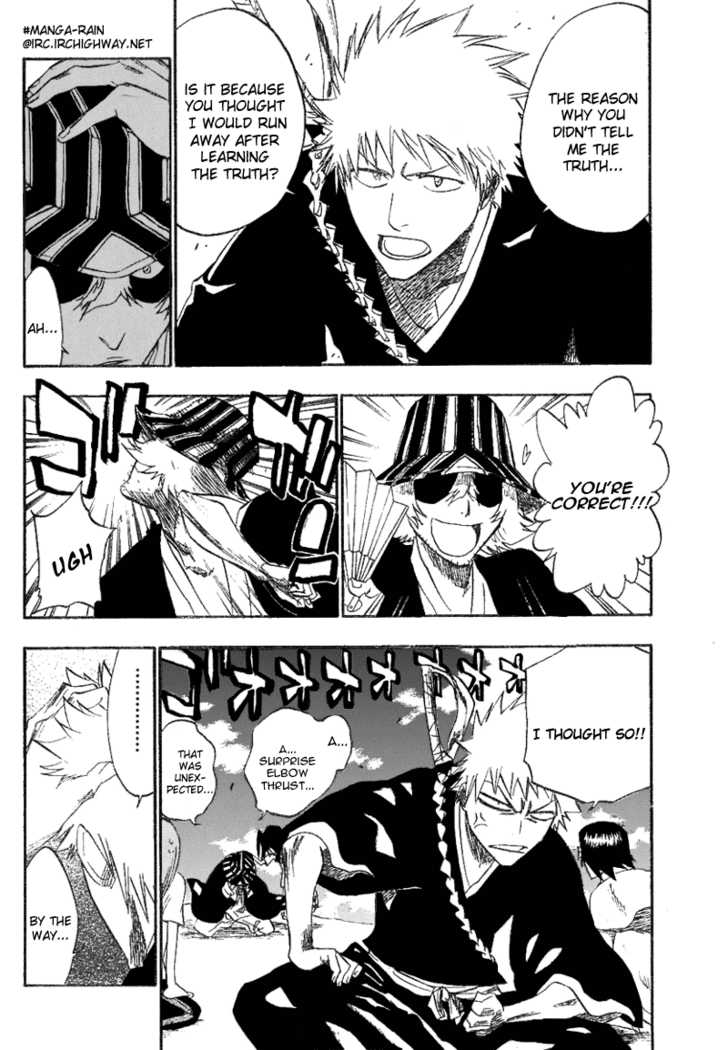 #MANGA-RAIN
@IRC.IRCHIGHWAY.NET
THE REASON
WHY YOU
DIDN'T TELL
ME THE
TRUTH...
IS IT BECAUSE
YOU THOUGHT
I WOULD RUN
AWAY AFTER
LEARNING
THE TRUTH?
AH...
YOU'RE
CORRECT!!!
UGH
I THOUGHT SO!!
A...
A...
SURPRISE
ELBOW
THRUST...
THAT
WAS
UNEX-
PECTED...
..........
BY THE
WAY...